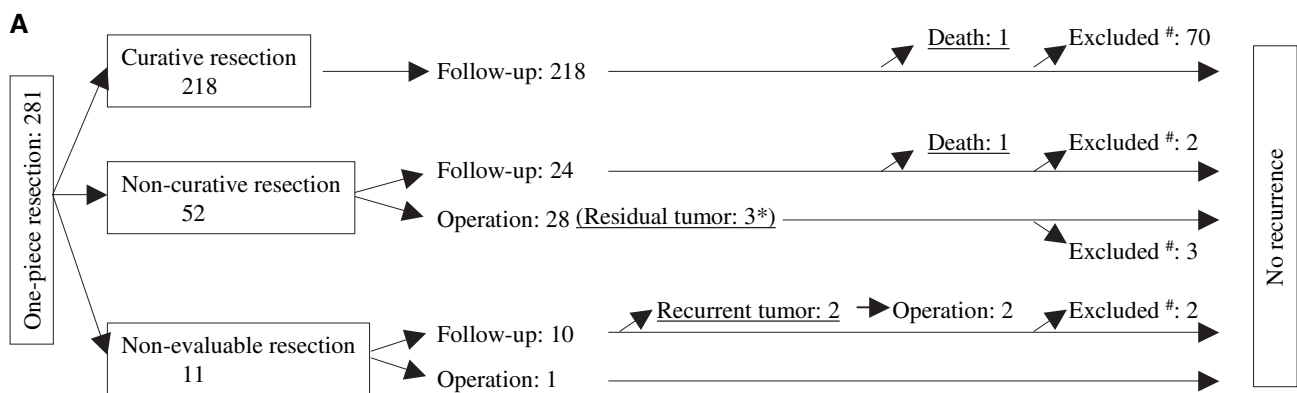 A
One-piece resection: 281
Curative resection
218
Follow-up: 218
Death: 1
Excluded #: 70
Non-curative resection
52
Follow-up: 24
Death: 1
Excluded #: 2
Operation: 28 (Residual tumor: 3*)
Excluded #: 3
Non-evaluable resection
11
Follow-up: 10
Recurrent tumor: 2
Operation: 2
Excluded #: 2
Operation: 1
No recurrence